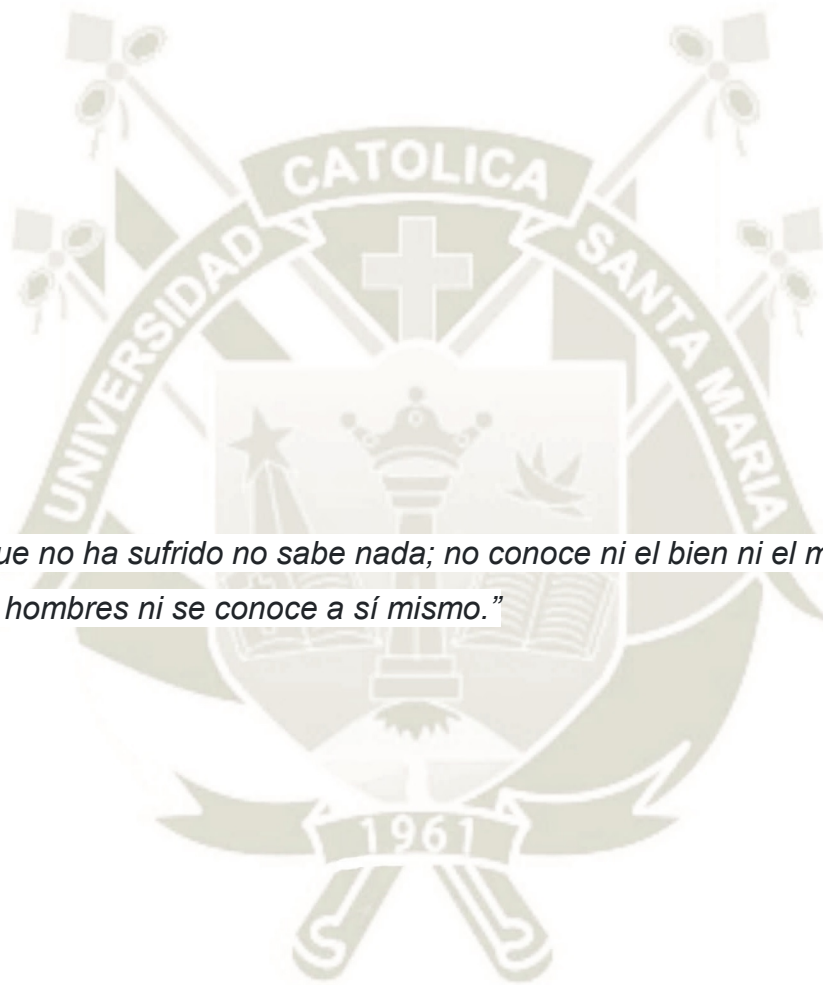 CATOLICA
UNIVERSIDAD
SANTA MARIA
ue no ha sufrido no sabe nada; no conoce ni el bien ni el m
hombres ni se conoce a sí mismo.”
1961